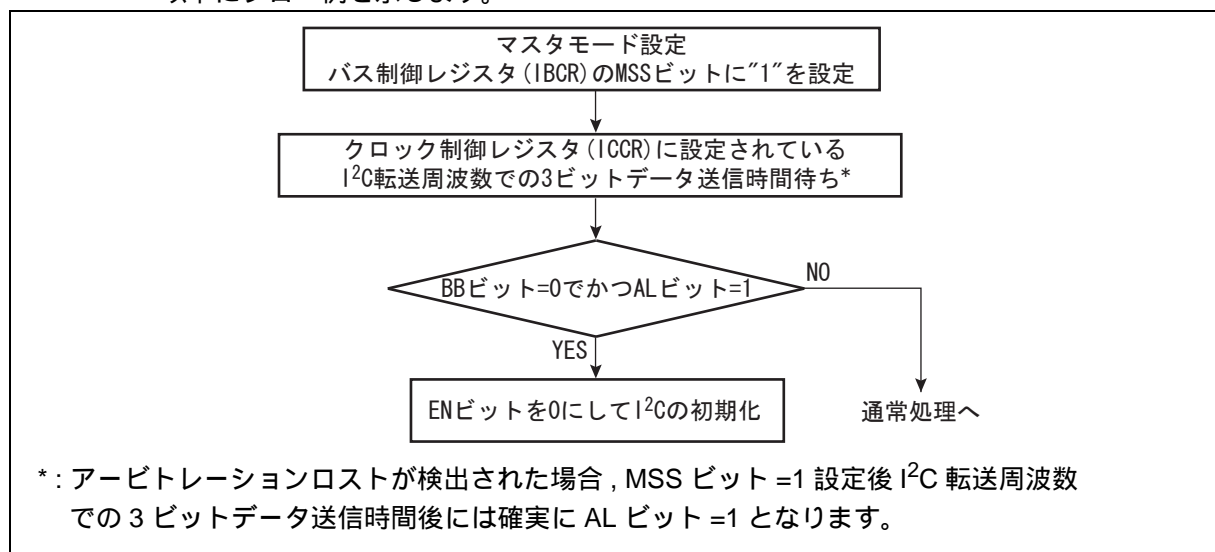 マスタモード設定
バス制御レジスタ(IBCR)のMSSビットに"1"を設定
クロック制御レジスタ(ICCR)に設定されている
I²C転送周波数での3ビットデータ送信時間待ち*
BBビット=0でかつALビット=1
NO
YES
ENビットを0にしてI²Cの初期化
通常処理へ
* : アービトレーションロストが検出された場合 , MSS ビット =1 設定後 I²C 転送周波数
での 3 ビットデータ送信時間後には確実に AL ビット =1 となります。